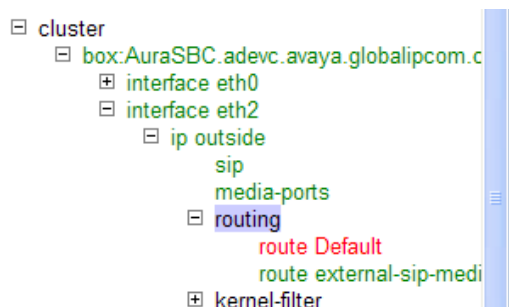 cluster
box:AuraSBC.adevc.avaya.globalipcom.c
interface eth0
interface eth2
ip outside
sip
media-ports
routing
route Default
route external-sip-medi
kernel-filter